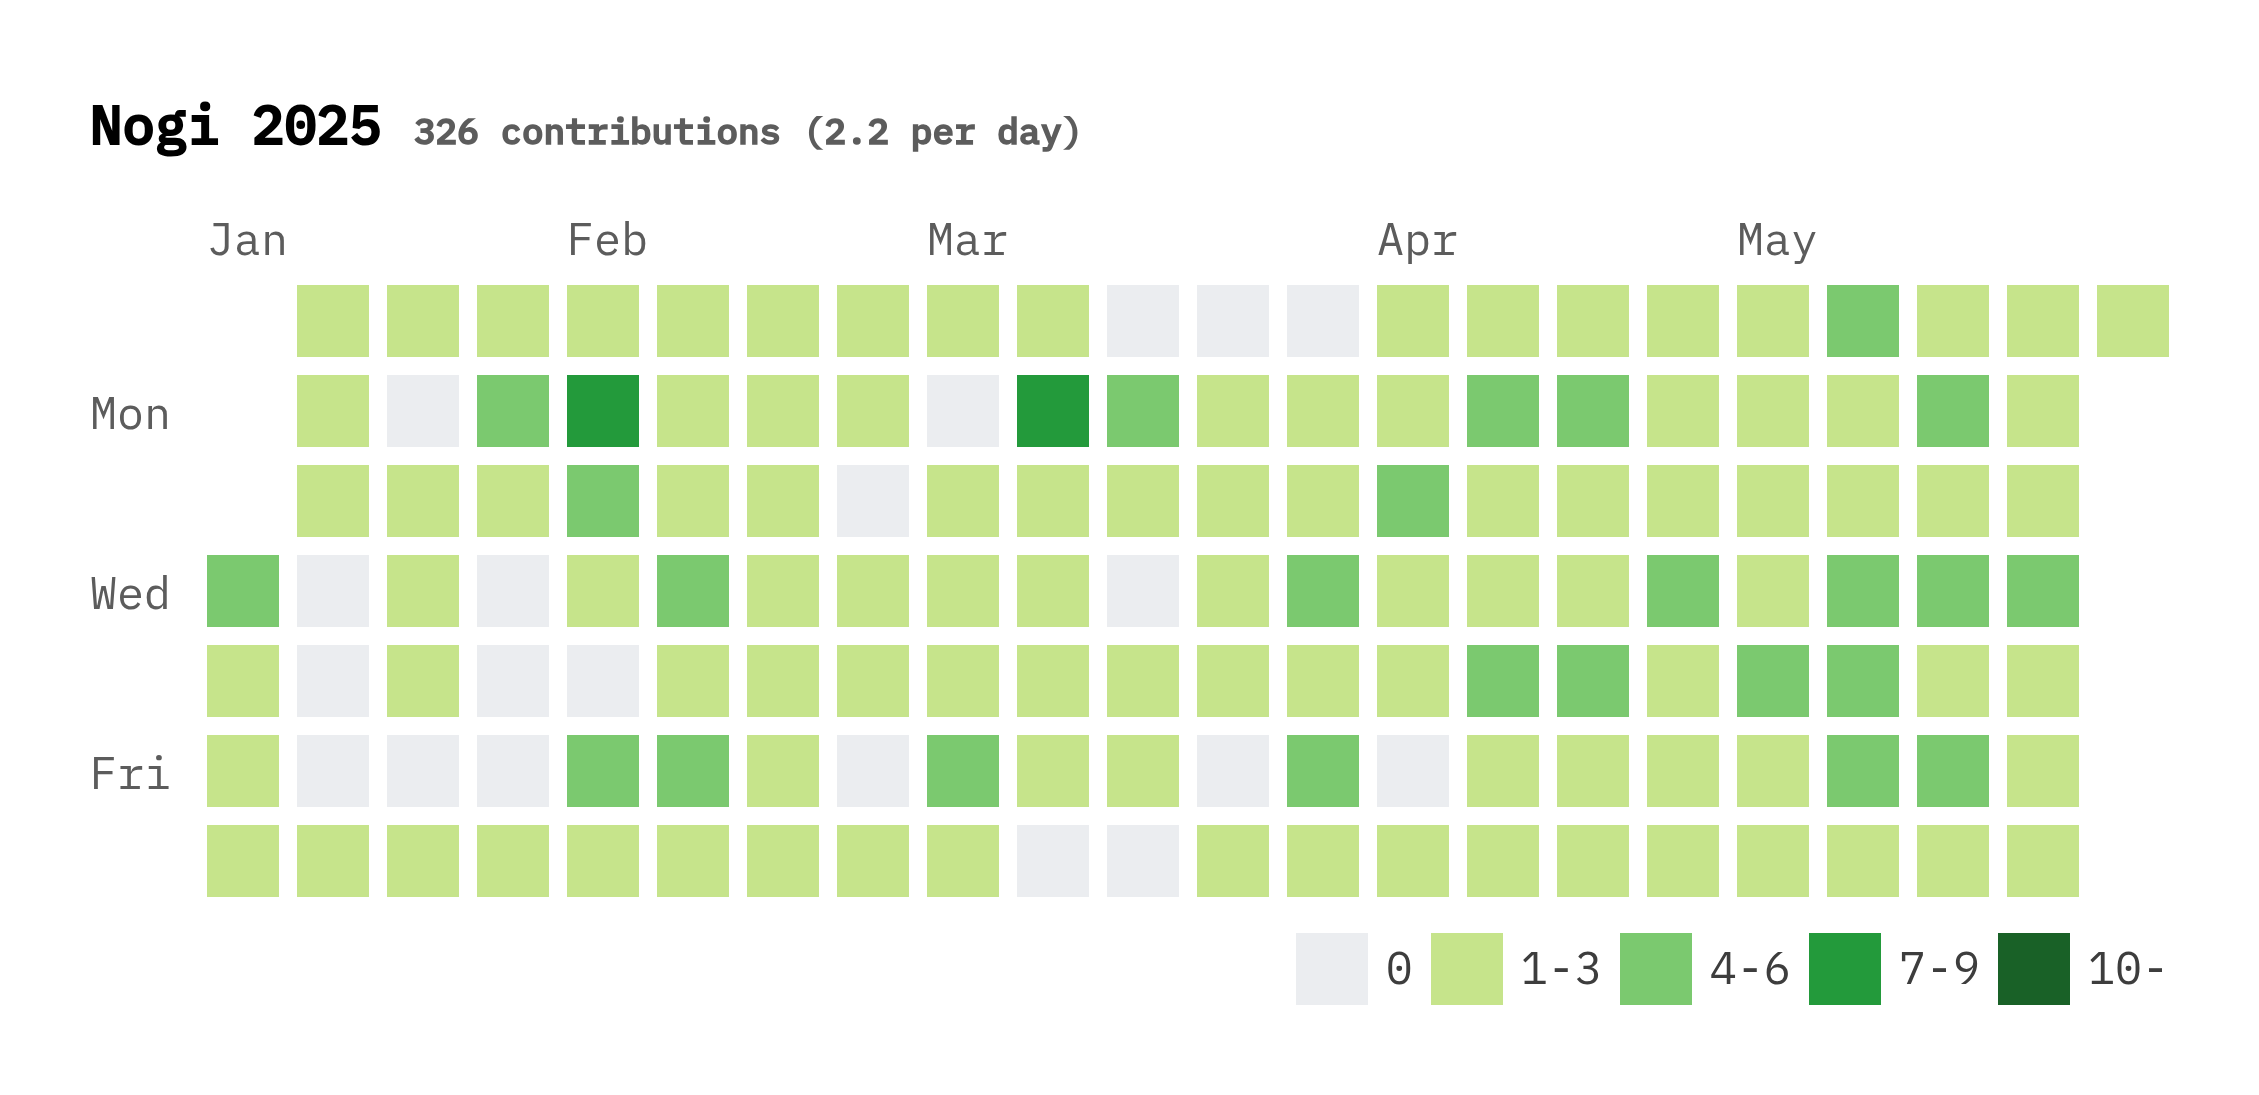 Nogi 2025 326 contributions (2.2 per day)
Jan Feb Mar Apr May
Mon
Wed
Fri
0 1-3 4-6 7-9 10-